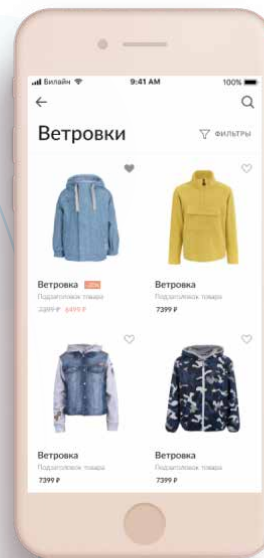 Билайн 9:41 AM 100%
Ветровки
ФИЛЬТРЫ
Ветровка
Подзаголовок товара
7399 ₽ 6499 ₽
Ветровка
Подзаголовок товара
7399 ₽
Ветровка
Подзаголовок товара
7399 ₽
Ветровка
Подзаголовок товара
7399 ₽